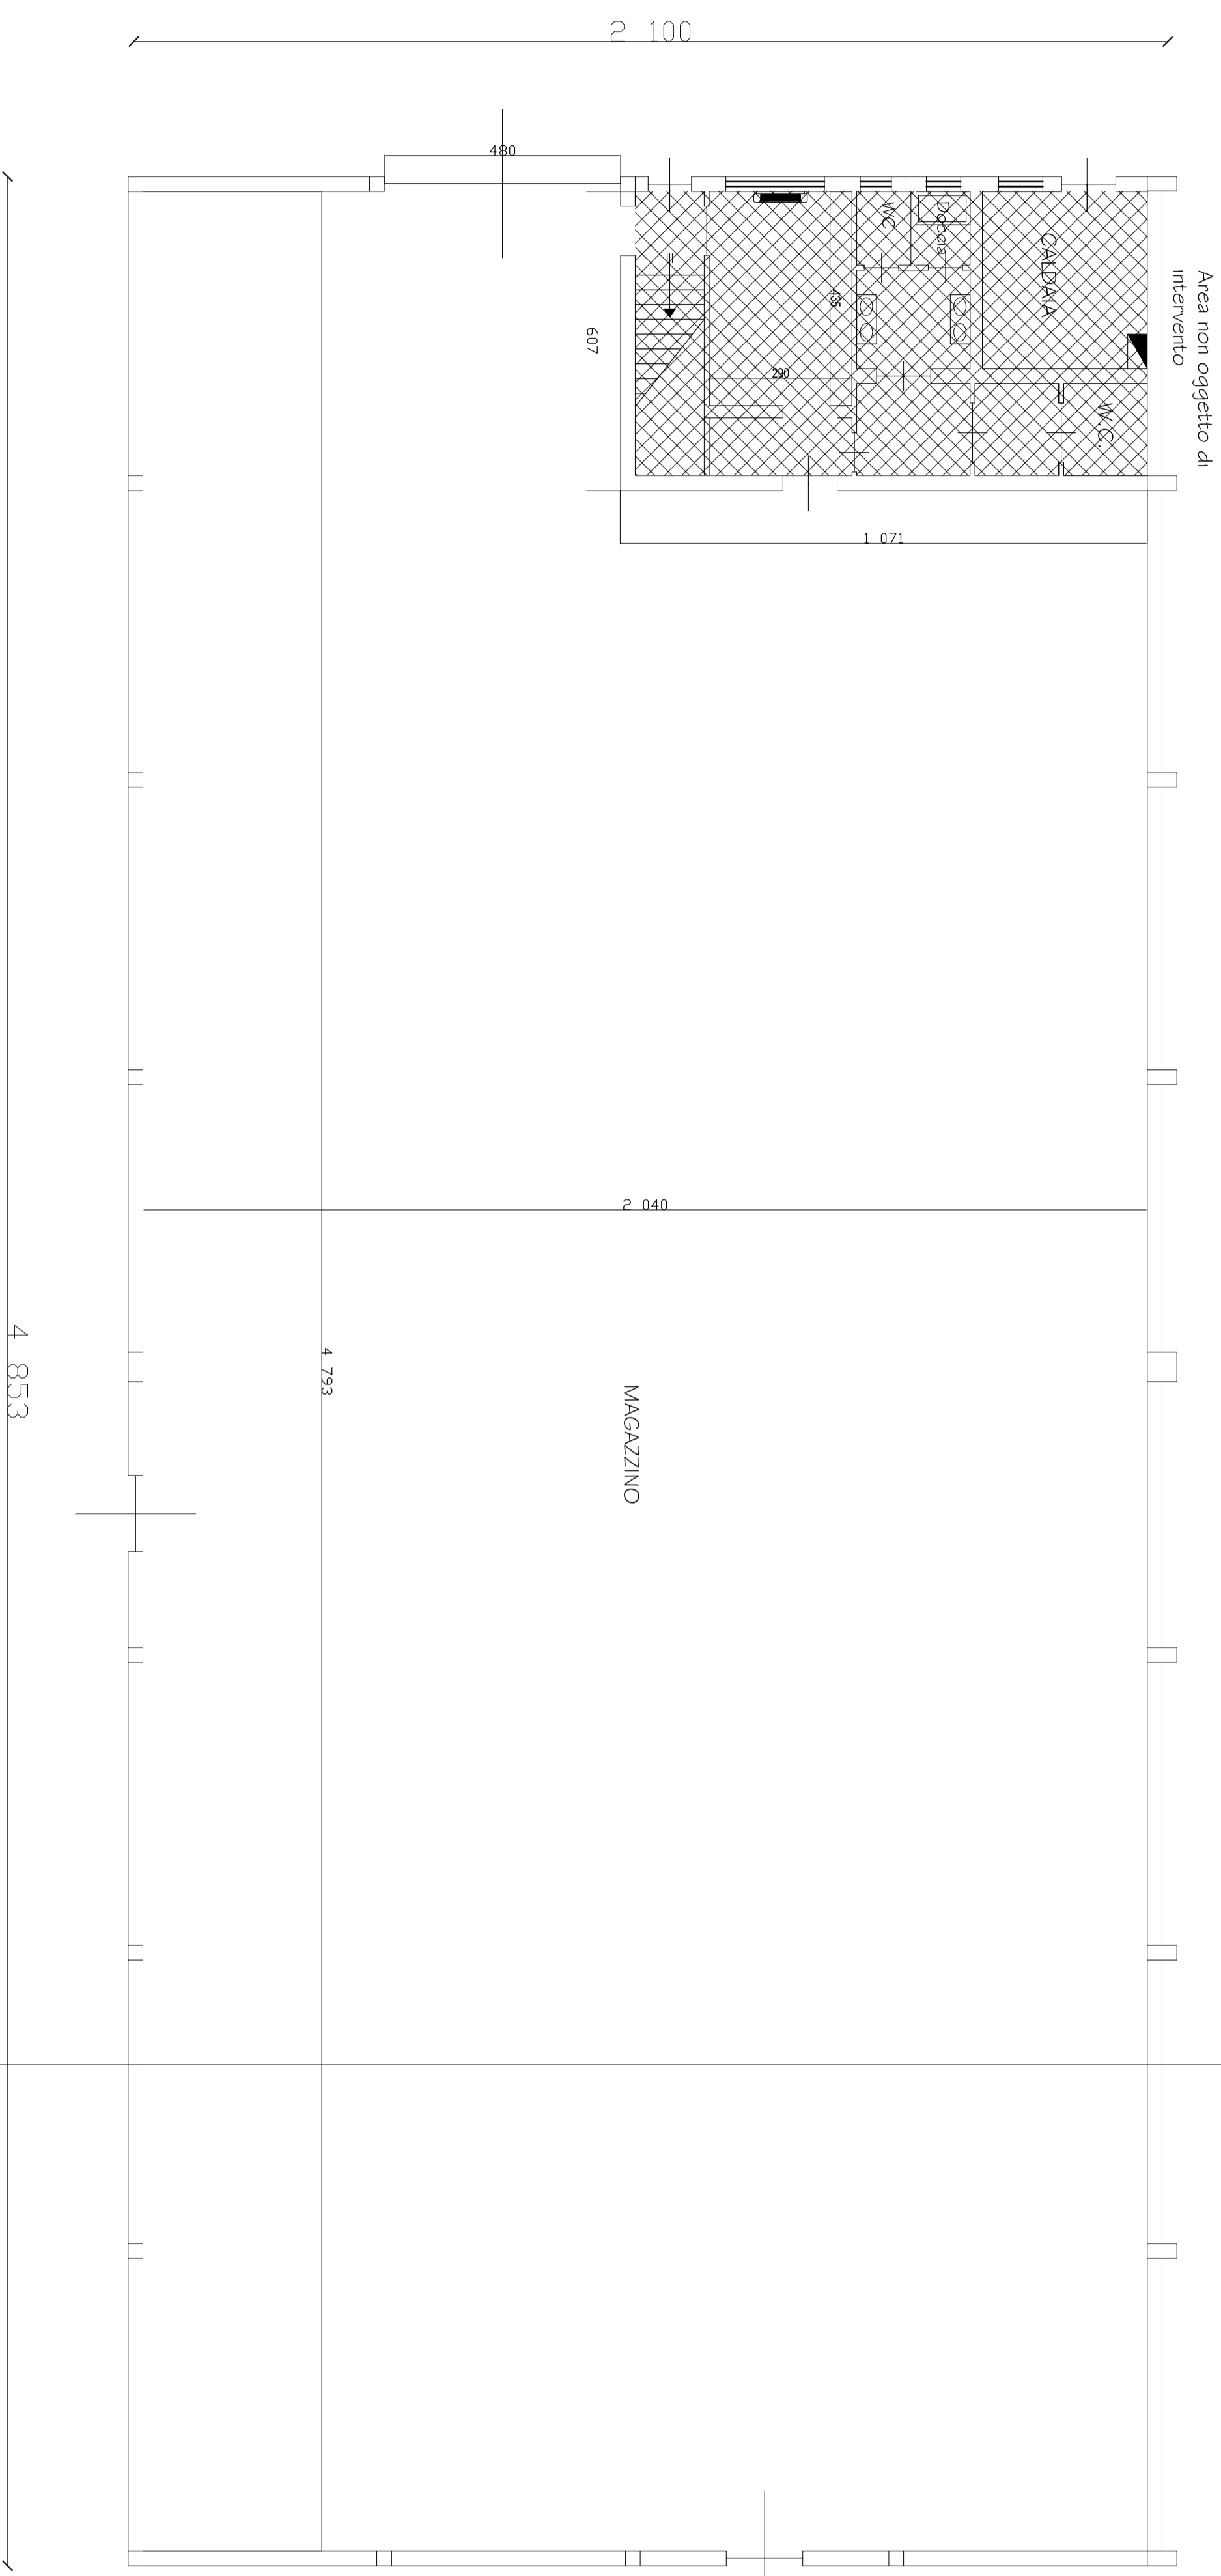 2 100
480
Area non oggetto di
intervento
WC
Doccia
CALDAIA
435
607
290
W.C.
1 071
2 040
4 793
4 853
MAGAZZINO